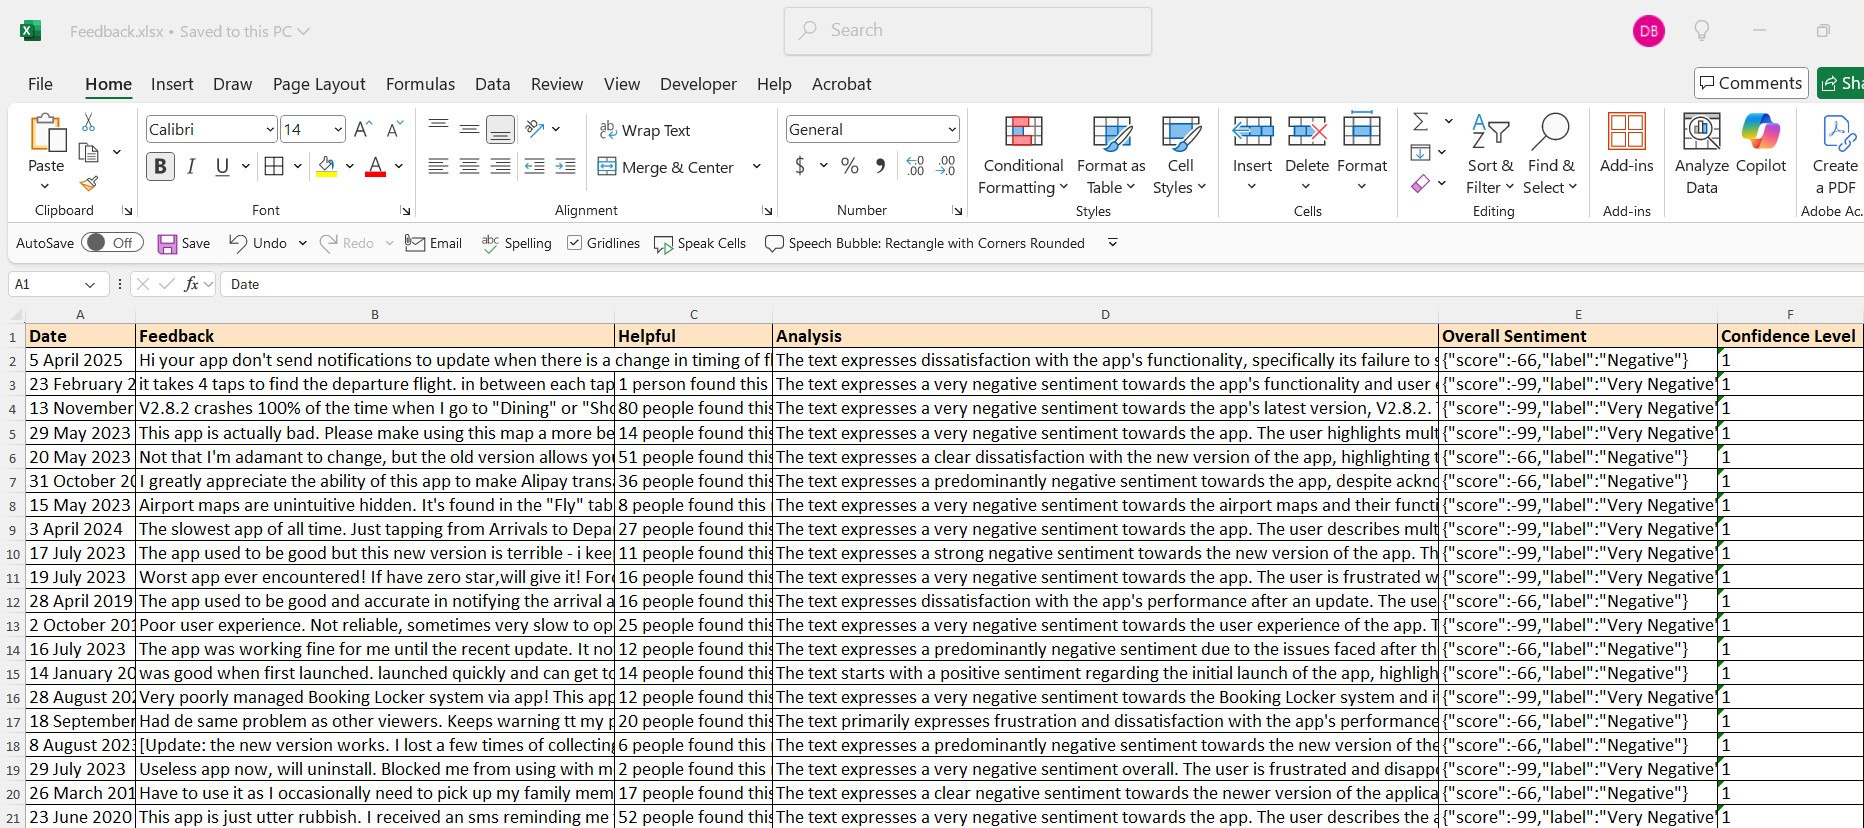 Feedback.xlsx • Saved to this PC
Search
DB
File Home Insert Draw Page Layout Formulas Data Review View Developer Help Acrobat
Comments
Sha
Paste
Clipboard
Calibri 14
B I U
Font
Wrap Text
Merge & Center
Alignment
General
$ % 9
Number
Conditional Formatting
Format as Table
Cell Styles
Styles
Insert Delete Format
Cells
Sort & Filter
Find & Select
Editing
Add-ins
Add-ins
Analyze Data
Copilot
Create a PDF
Adobe Ac.
AutoSave Off Save Undo Redo Email Spelling Gridlines Speak Cells Speech Bubble: Rectangle with Corners Rounded
A1 fx Date
A B C D E F
1 Date Feedback Helpful Analysis Overall Sentiment Confidence Level
2 5 April 2025 Hi your app don't send notifications to update when there is a change in timing of fl The text expresses dissatisfaction with the app's functionality, specifically its failure to s {"score":-66,"label":"Negative"} 1
3 23 February 2 it takes 4 taps to find the departure flight. in between each tap 1 person found this The text expresses a very negative sentiment towards the app's functionality and user e {"score":-99,"label":"Very Negative" 1
4 13 November V2.8.2 crashes 100% of the time when I go to "Dining" or "Sho 80 people found this The text expresses a very negative sentiment towards the app's latest version, V2.8.2. {"score":-99,"label":"Very Negative" 1
5 29 May 2023 This app is actually bad. Please make using this map a more be 14 people found this The text expresses a very negative sentiment towards the app. The user highlights mult {"score":-99,"label":"Very Negative" 1
6 20 May 2023 Not that I'm adamant to change, but the old version allows you 51 people found this The text expresses a clear dissatisfaction with the new version of the app, highlighting t {"score":-66,"label":"Negative"} 1
7 31 October 20 I greatly appreciate the ability of this app to make Alipay trans 36 people found this The text expresses a predominantly negative sentiment towards the app, despite ackno {"score":-66,"label":"Negative"} 1
8 15 May 2023 Airport maps are unintuitive hidden. It's found in the "Fly" tab 8 people found this The text expresses a very negative sentiment towards the airport maps and their functi {"score":-99,"label":"Very Negative" 1
9 3 April 2024 The slowest app of all time. Just tapping from Arrivals to Depa 27 people found this The text expresses a very negative sentiment towards the app. The user describes mult {"score":-99,"label":"Very Negative" 1
10 17 July 2023 The app used to be good but this new version is terrible - i kee 11 people found this The text expresses a strong negative sentiment towards the new version of the app. Th {"score":-99,"label":"Very Negative" 1
11 19 July 2023 Worst app ever encountered! If have zero star,will give it! Forc 16 people found this The text expresses a very negative sentiment towards the app. The user is frustrated w {"score":-99,"label":"Very Negative" 1
12 28 April 2019 The app used to be good and accurate in notifying the arrival a 16 people found this The text expresses dissatisfaction with the app's performance after an update. The use {"score":-66,"label":"Negative"} 1
13 2 October 201 Poor user experience. Not reliable, sometimes very slow to op 25 people found this The text expresses a very negative sentiment towards the user experience of the app. T {"score":-99,"label":"Very Negative" 1
14 16 July 2023 The app was working fine for me until the recent update. It no 12 people found this The text expresses a predominantly negative sentiment due to the issues faced after th {"score":-66,"label":"Negative"} 1
15 14 January 20 was good when first launched. launched quickly and can get to 14 people found this The text starts with a positive sentiment regarding the initial launch of the app, highligh {"score":-66,"label":"Negative"} 1
16 28 August 202 Very poorly managed Booking Locker system via app! This app 12 people found this The text expresses a very negative sentiment towards the Booking Locker system and i {"score":-99,"label":"Very Negative" 1
17 18 September Had de same problem as other viewers. Keeps warning tt my p 20 people found this The text primarily expresses frustration and dissatisfaction with the app's performance {"score":-66,"label":"Negative"} 1
18 8 August 2023 [Update: the new version works. I lost a few times of collecting 6 people found this The text expresses a predominantly negative sentiment towards the new version of the {"score":-66,"label":"Negative"} 1
19 29 July 2023 Useless app now, will uninstall. Blocked me from using with m 2 people found this The text expresses a very negative sentiment overall. The user is frustrated and disapp {"score":-99,"label":"Very Negative" 1
20 26 March 201 Have to use it as I occasionally need to pick up my family mem 17 people found this The text expresses a clear negative sentiment towards the newer version of the applica {"score":-66,"label":"Negative"} 1
21 23 June 2020 This app is just utter rubbish. I received an sms reminding me 52 people found this The text expresses a very negative sentiment towards the app. The user describes the a {"score":-99,"label":"Very Negative" 1